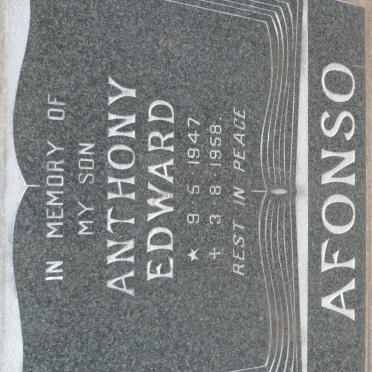 IN MEMORY OF
MY SON
ANTHONY
EDWARD
★ 9 5 1947
✝ 3 8 1958.
REST IN PEACE
AFONSO